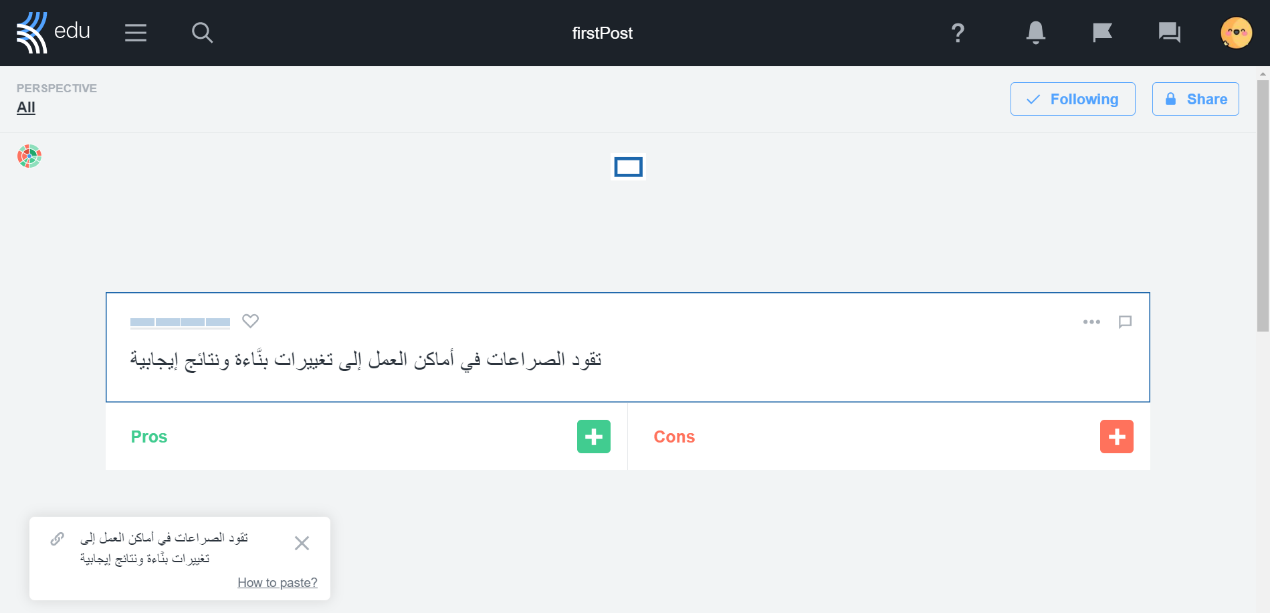 edu
firstPost
PERSPECTIVE
All
Following
Share
تقود الصراعات في أماكن العمل إلى تغييرات بنَّاءة ونتائج إيجابية
Pros
Cons
تقود الصراعات في أماكن العمل إلى
تغييرات بنَّاءة ونتائج إيجابية
How to paste?